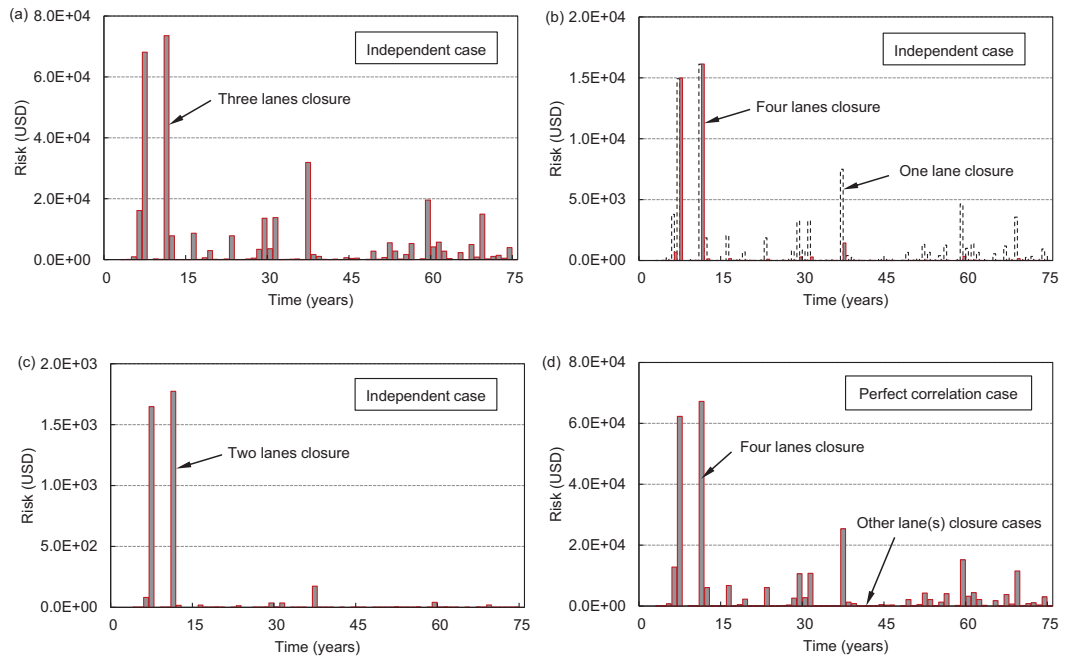 (a)
8.0E+04
6.0E+04
4.0E+04
2.0E+04
0.0E+00
Risk (USD)
Independent case
Three lanes closure
0 15 30 45 60 75
Time (years)
(b)
2.0E+04
1.5E+04
1.0E+04
5.0E+03
0.0E+00
Risk (USD)
Independent case
Four lanes closure
One lane closure
0 15 30 45 60 75
Time (years)
(c)
2.0E+03
1.5E+03
1.0E+03
5.0E+02
0.0E+00
Risk (USD)
Independent case
Two lanes closure
0 15 30 45 60 75
Time (years)
(d)
8.0E+04
6.0E+04
4.0E+04
2.0E+04
0.0E+00
Risk (USD)
Perfect correlation case
Four lanes closure
Other lane(s) closure cases
0 15 30 45 60 75
Time (years)